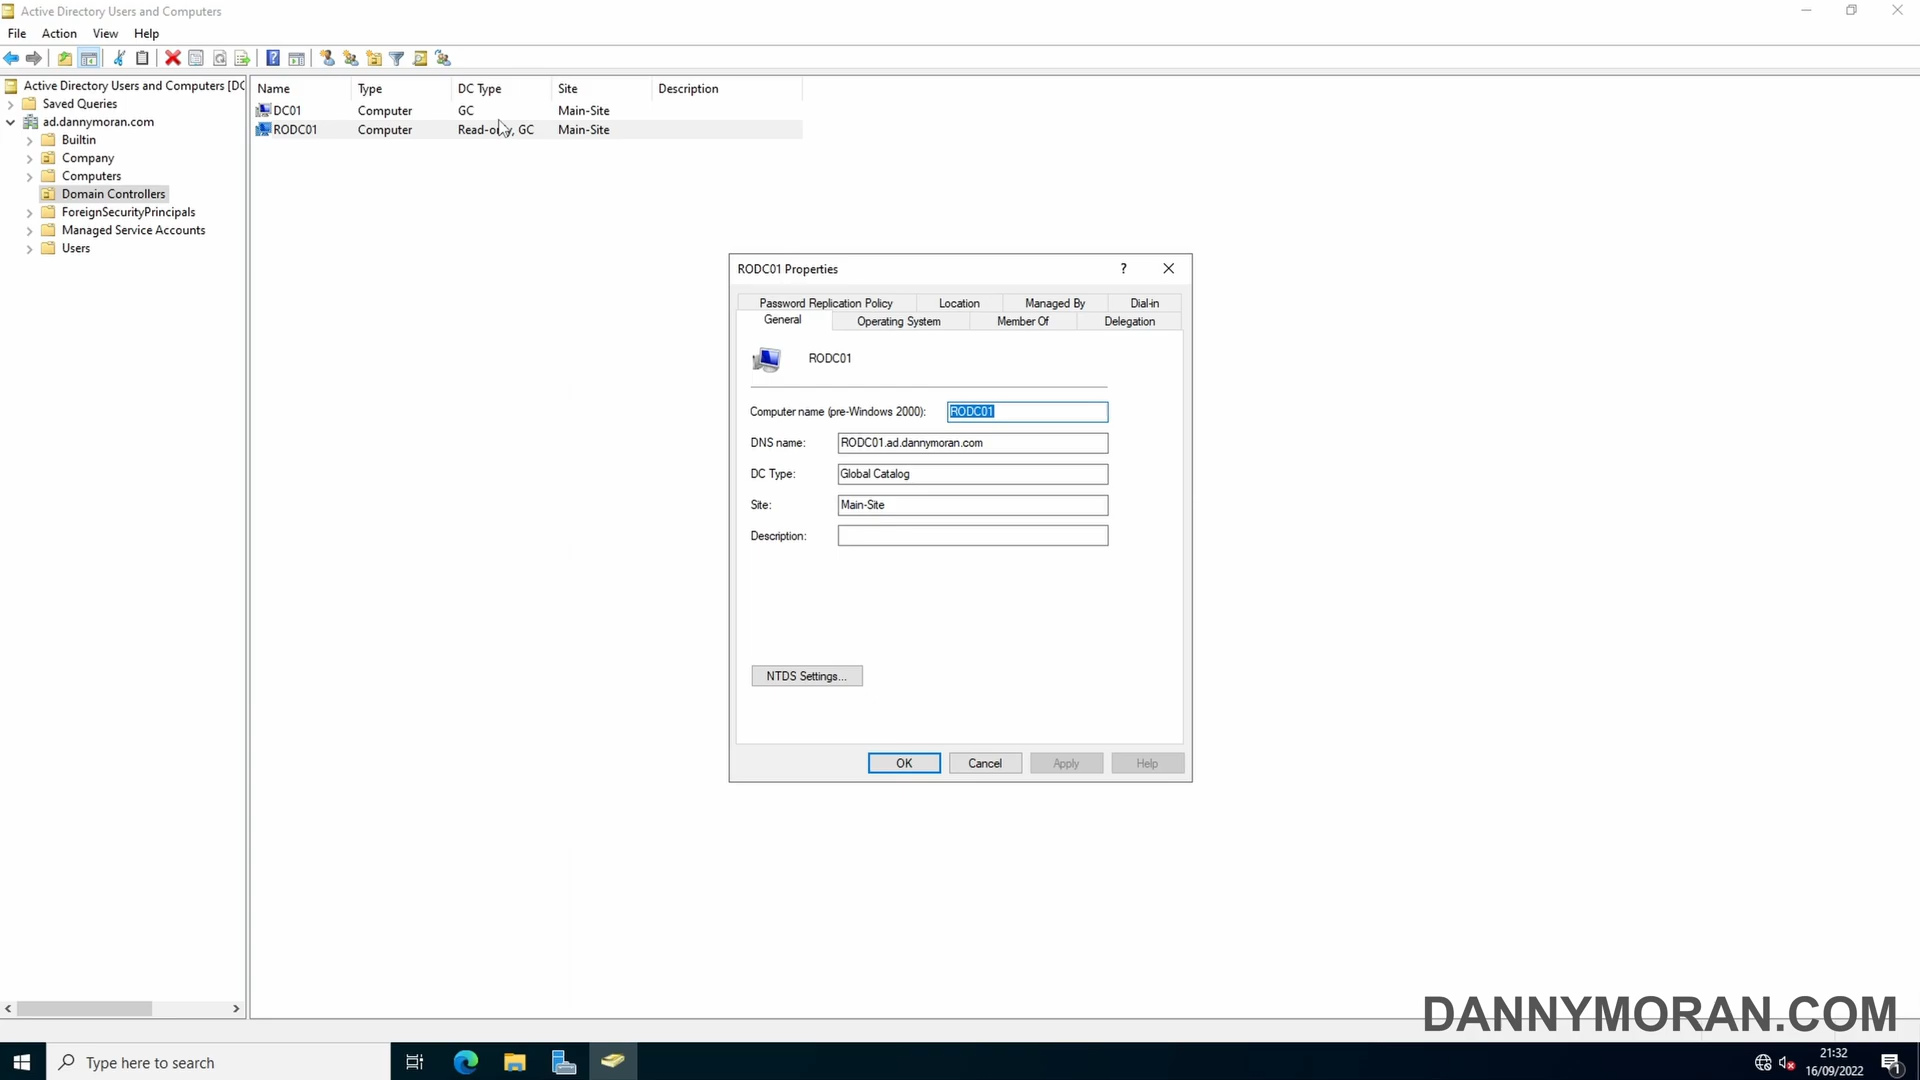 Active Directory Users and Computers
File Action View Help
Active Directory Users and Computers [DC
Saved Queries
ad.dannymoran.com
Builtin
Company
Computers
Domain Controllers
ForeignSecurityPrincipals
Managed Service Accounts
Users
Name Type DC Type Site Description
DC01 Computer GC Main-Site
RODC01 Computer Read-only, GC Main-Site
RODC01 Properties
?
Password Replication Policy Location Managed By Dial-in
General Operating System Member Of Delegation
RODC01
Computer name (pre-Windows 2000): RODC01
DNS name: RODC01.ad.dannymoran.com
DC Type: Global Catalog
Site: Main-Site
Description:
NTDS Settings...
OK Cancel Apply Help
DANNYMORAN.COM
Type here to search
21:32
16/09/2022
1